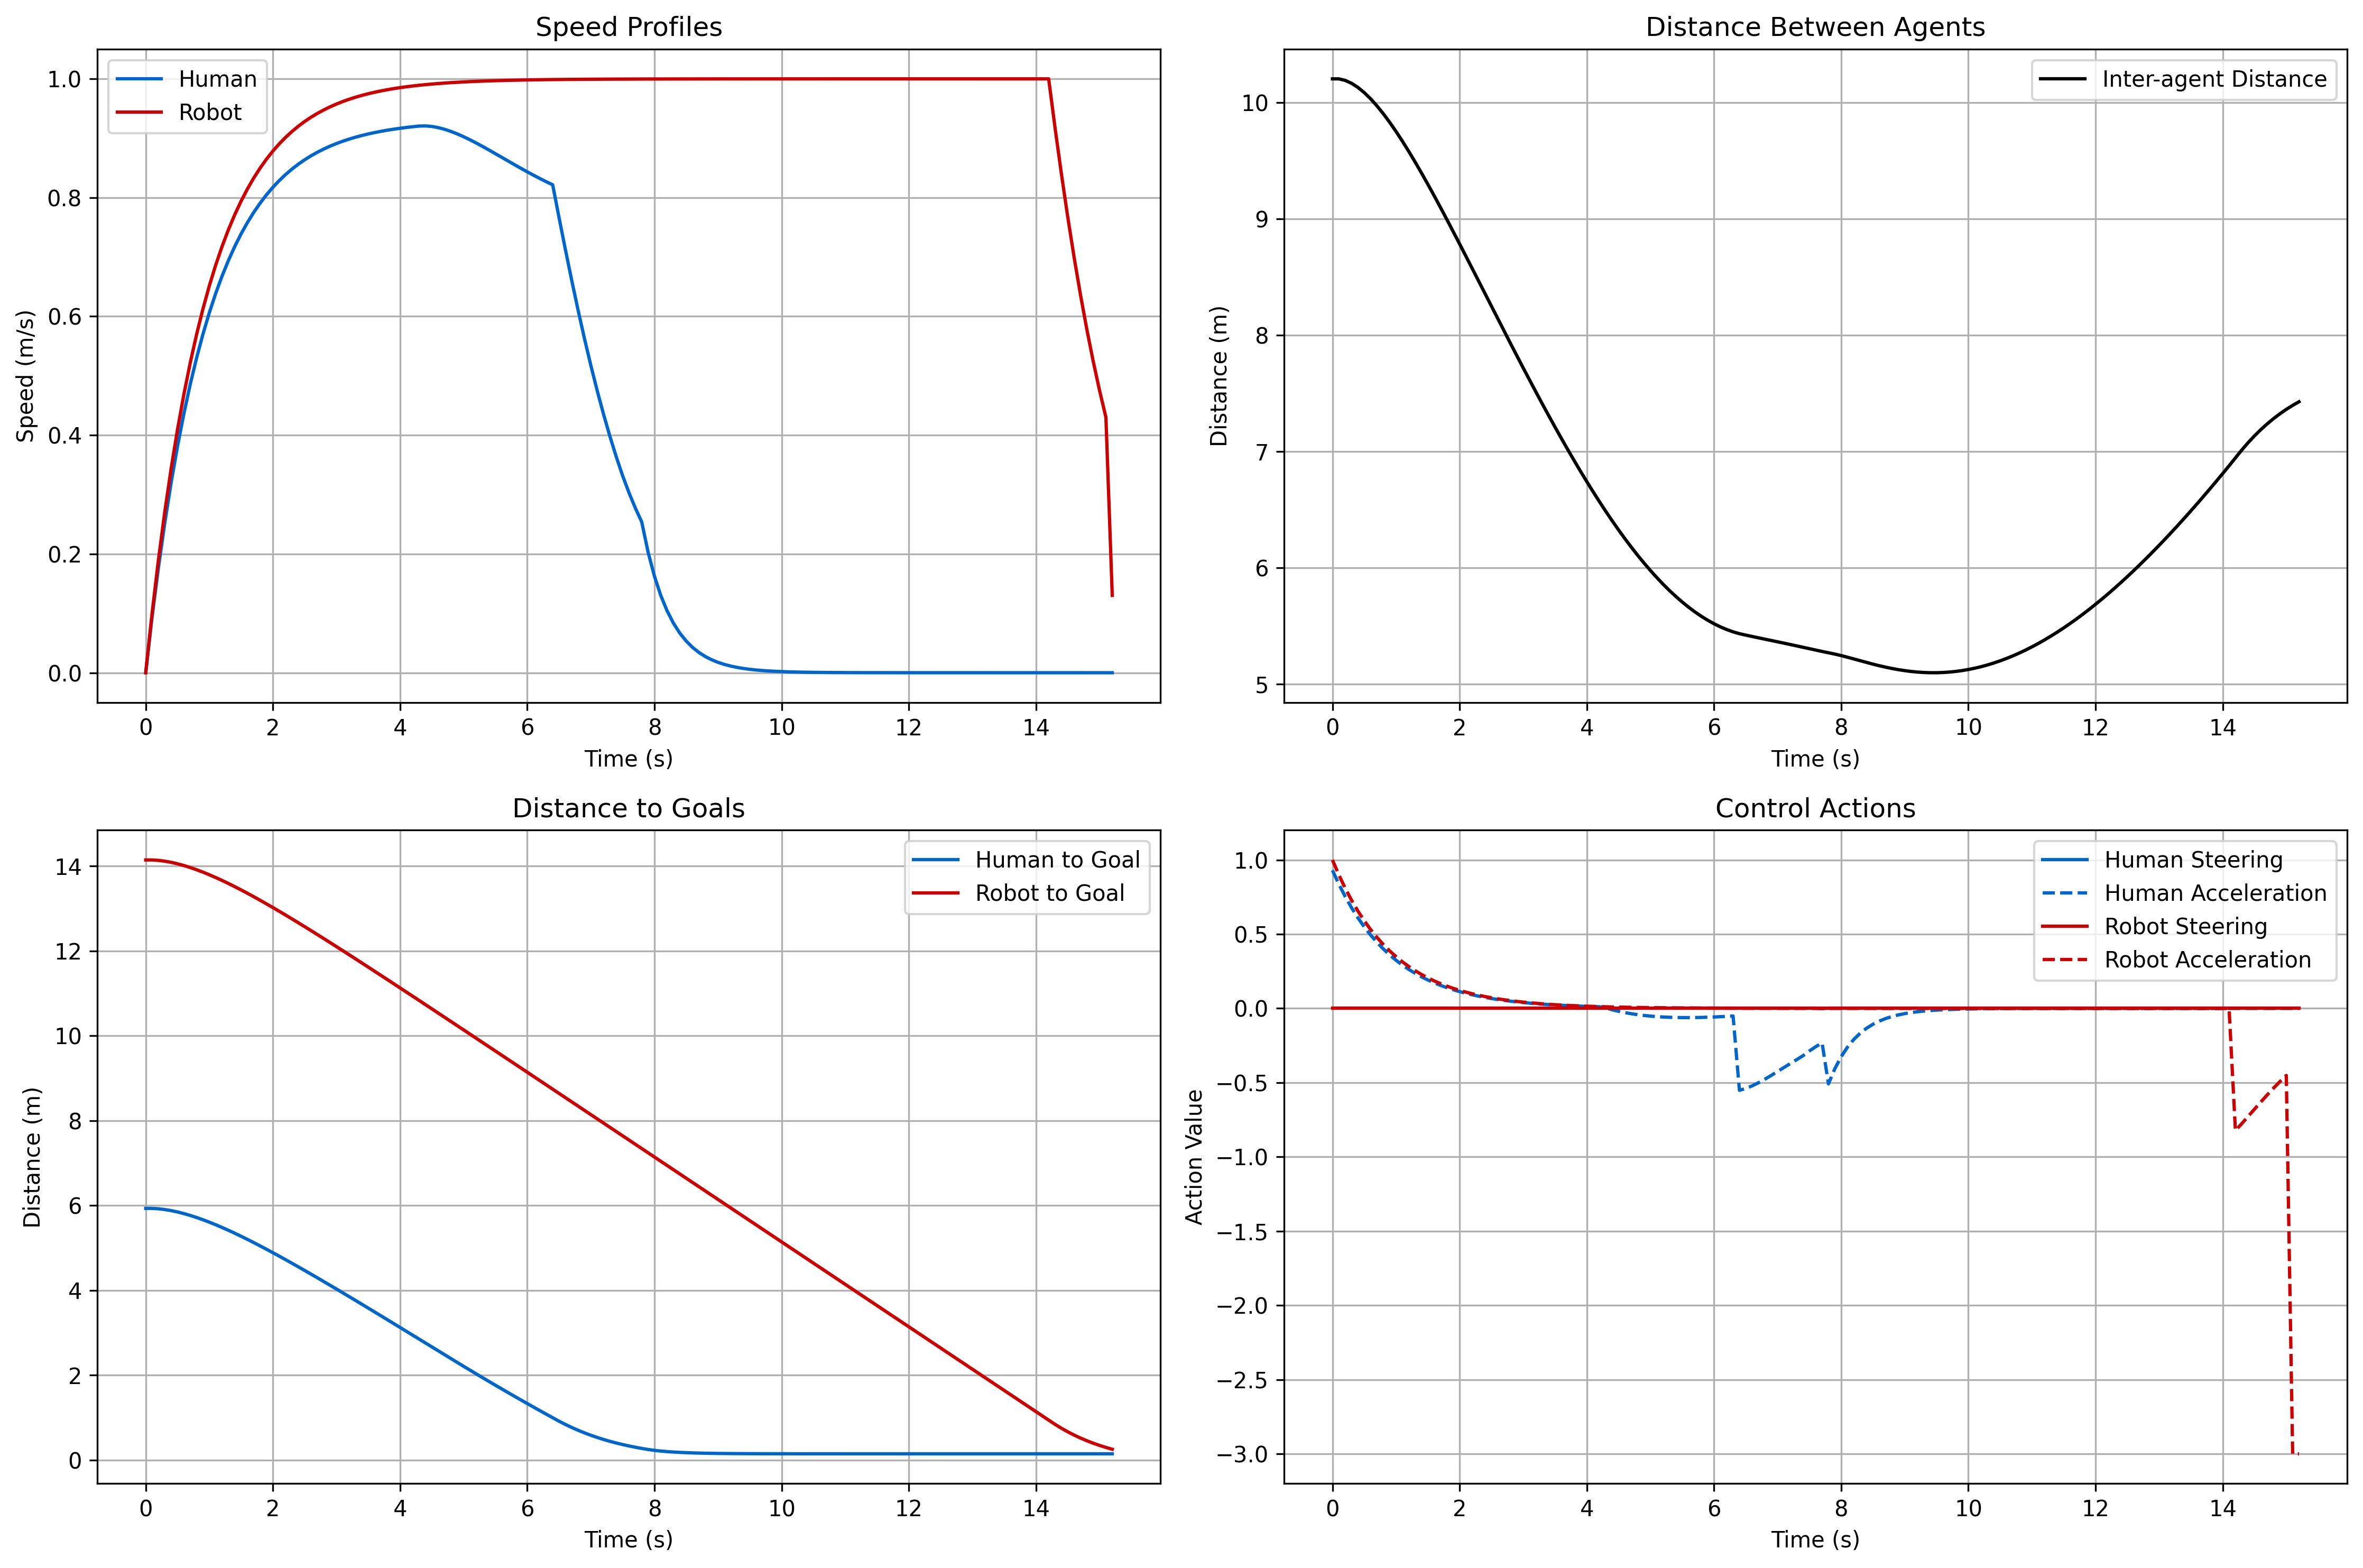 Speed Profiles
Human
Robot
Speed (m/s)
1.0
0.8
0.6
0.4
0.2
0.0
0 2 4 6 8 10 12 14
Time (s)
Distance Between Agents
Inter-agent Distance
Distance (m)
10
9
8
7
6
5
0 2 4 6 8 10 12 14
Time (s)
Distance to Goals
Human to Goal
Robot to Goal
Distance (m)
14
12
10
8
6
4
2
0
0 2 4 6 8 10 12 14
Time (s)
Control Actions
Human Steering
Human Acceleration
Robot Steering
Robot Acceleration
Action Value
1.0
0.5
0.0
−0.5
−1.0
−1.5
−2.0
−2.5
−3.0
0 2 4 6 8 10 12 14
Time (s)